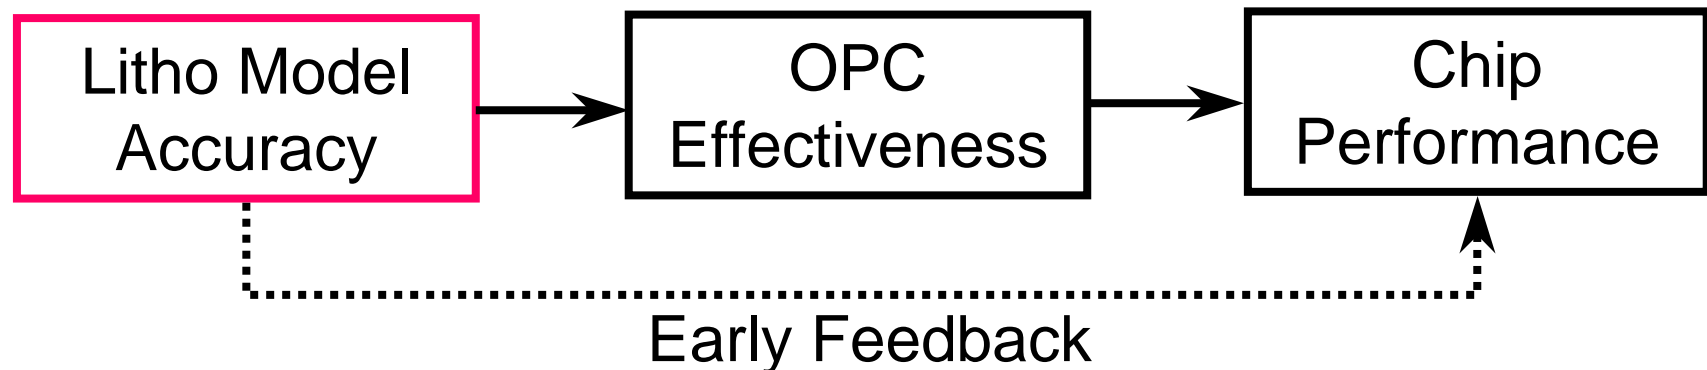 Litho Model
Accuracy
OPC
Effectiveness
Chip
Performance
Early Feedback